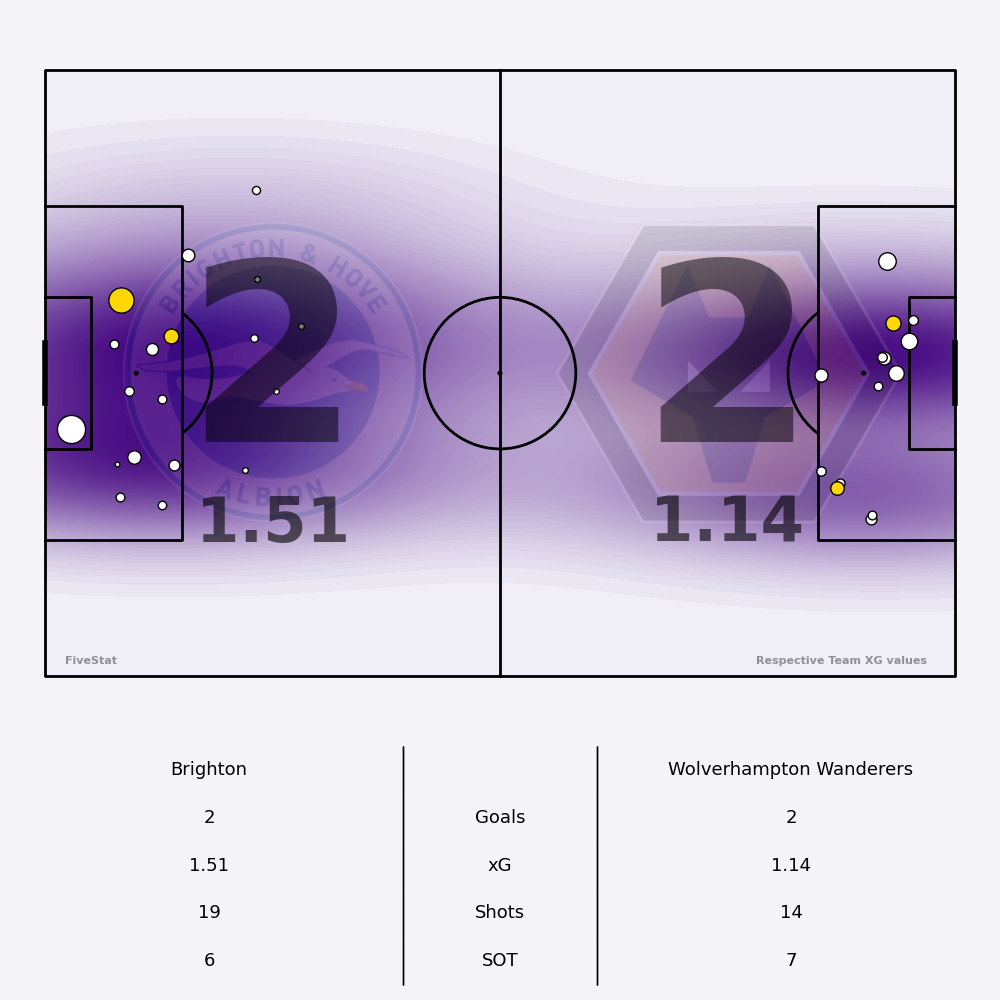 BRIGHTON & HOVE
ALBION
2 2
1.51 1.14
FiveStat Respective Team XG values
Brighton Wolverhampton Wanderers
2 Goals 2
1.51 xG 1.14
19 Shots 14
6 SOT 7